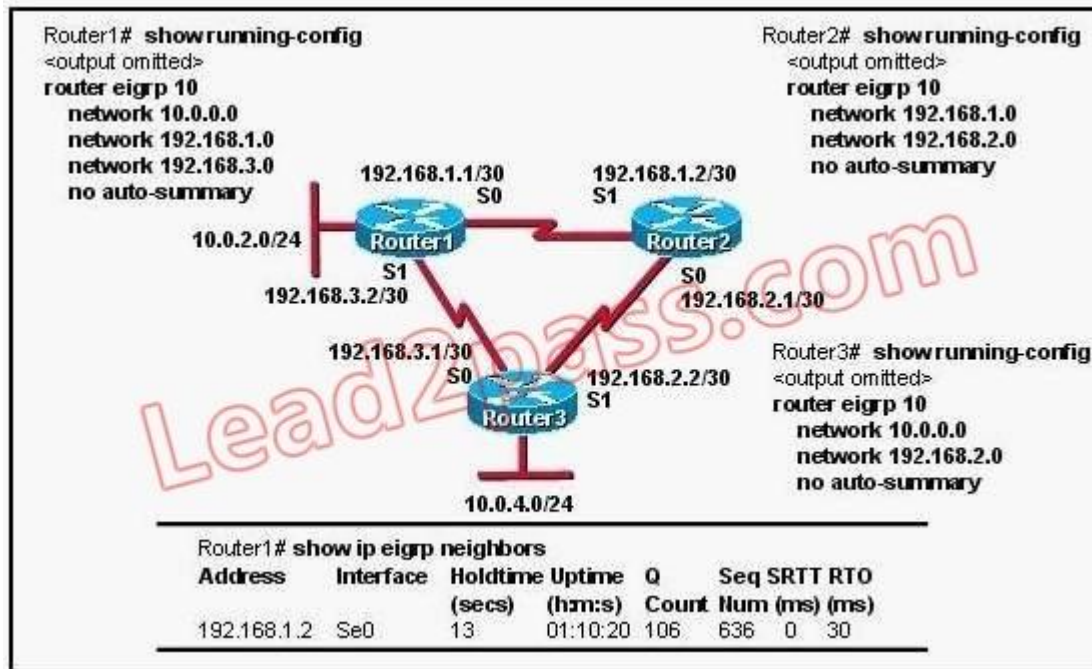 Router1# show running-config
<output omitted>
router eigrp 10
network 10.0.0.0
network 192.168.1.0
network 192.168.3.0
no auto-summary
Router2# show running-config
<output omitted>
router eigrp 10
network 192.168.1.0
network 192.168.2.0
no auto-summary
192.168.1.1/30
S0
192.168.1.2/30
S1
10.0.2.0/24
Router1
Router2
S1
192.168.3.2/30
S0
192.168.2.1/30
192.168.3.1/30
S0
192.168.2.2/30
S1
Router3
10.0.4.0/24
Router3# show running-config
<output omitted>
router eigrp 10
network 10.0.0.0
network 192.168.2.0
no auto-summary
Lead2pass.com
Router1# show ip eigrp neighbors
Address Interface Holdtime Uptime Q Seq SRTT RTO
(secs) (h:m:s) Count Num (ms) (ms)
192.168.1.2 Se0 13 01:10:20 106 636 0 30